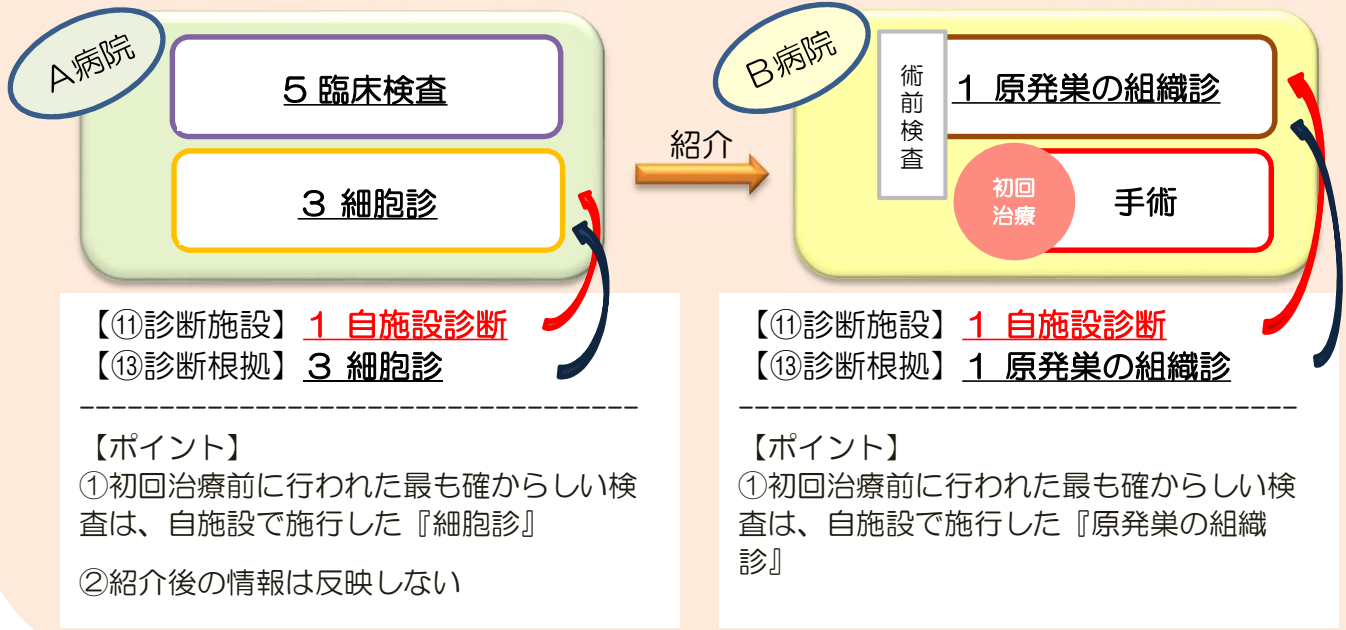 A病院
5 臨床検査
3 細胞診
【⑪診断施設】1 自施設診断
【⑬診断根拠】3 細胞診
-----------------------------------
【ポイント】
①初回治療前に行われた最も確からしい検
査は、自施設で施行した『細胞診』
②紹介後の情報は反映しない
紹介
B病院
術前検査
1 原発巣の組織診
初回
治療
手術
【⑪診断施設】1 自施設診断
【⑬診断根拠】1 原発巣の組織診
-----------------------------------
【ポイント】
①初回治療前に行われた最も確からしい検
査は、自施設で施行した『原発巣の組織
診』